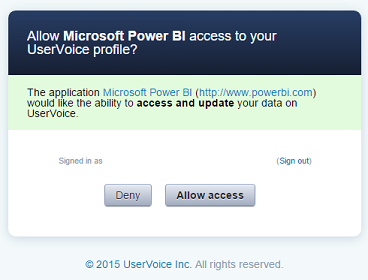 Allow Microsoft Power BI access to your
UserVoice profile?
The application Microsoft Power BI (http://www.powerbi.com)
would like the ability to access and update your data on
UserVoice.
Signed in as (Sign out)
Deny Allow access
© 2015 UserVoice Inc. All rights reserved.